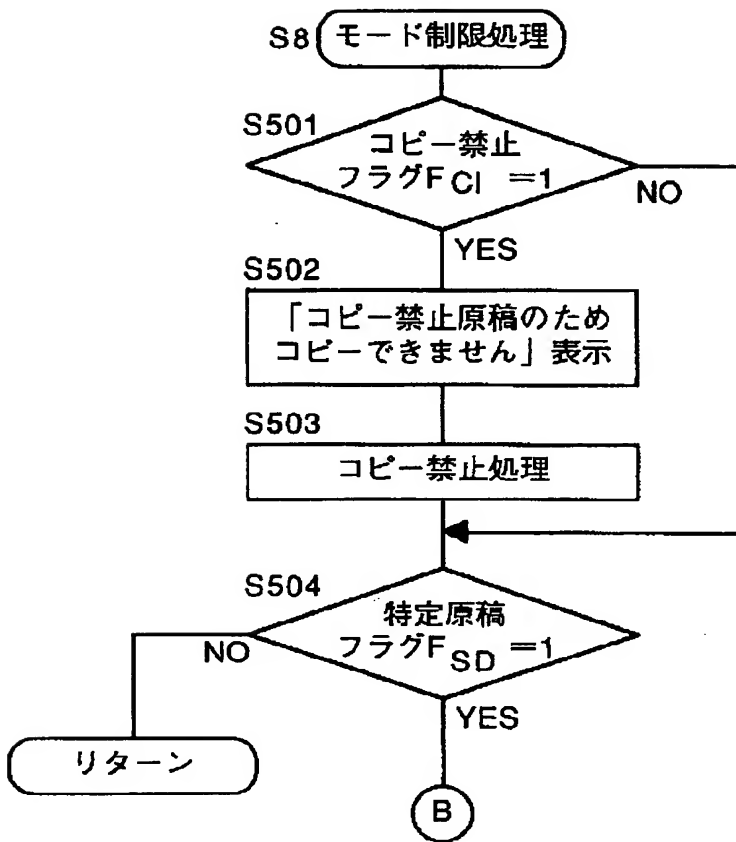 S8 モード制限処理
S501
コピー禁止
フラグF CI =1
NO
YES
S502
「コピー禁止原稿のため
コピーできません」表示
S503
コピー禁止処理
S504
特定原稿
フラグF SD =1
NO
YES
リターン
B